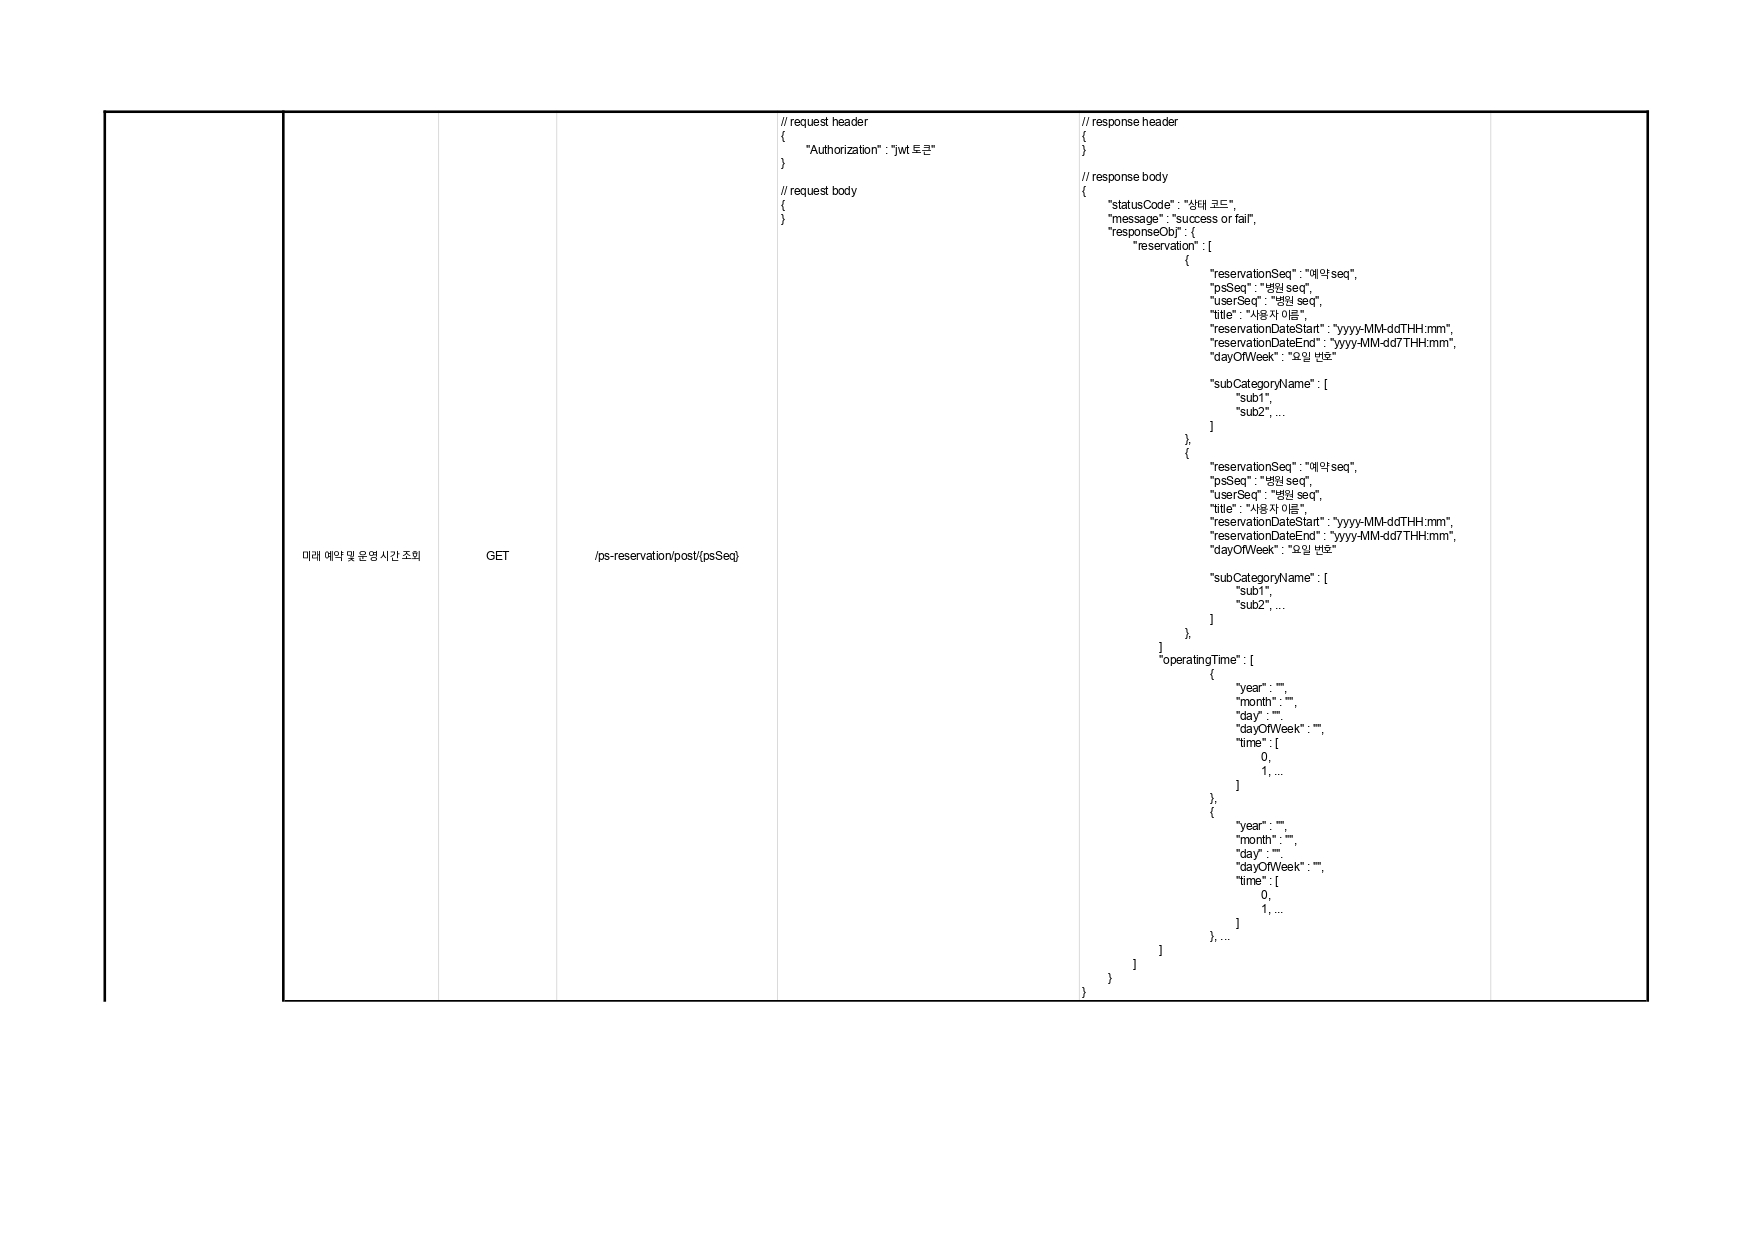 미래 예약 및 운영 시간 조회
GET
/ps-reservation/post/{psSeq}
// request header
{
"Authorization" : "jwt 토큰"
}
// request body
{
}
// response header
{
}
// response body
{
"statusCode" : "상태 코드",
"message" : "success or fail",
"responseObj" : {
"reservation" : [
{
"reservationSeq" : "예약 seq",
"psSeq" : "병원 seq",
"userSeq" : "병원 seq",
"title" : "사용자 이름",
"reservationDateStart" : "yyyy-MM-ddTHH:mm",
"reservationDateEnd" : "yyyy-MM-dd7THH:mm",
"dayOfWeek" : "요일 번호"
"subCategoryName" : [
"sub1",
"sub2", ...
]
},
{
"reservationSeq" : "예약 seq",
"psSeq" : "병원 seq",
"userSeq" : "병원 seq",
"title" : "사용자 이름",
"reservationDateStart" : "yyyy-MM-ddTHH:mm",
"reservationDateEnd" : "yyyy-MM-dd7THH:mm",
"dayOfWeek" : "요일 번호"
"subCategoryName" : [
"sub1",
"sub2", ...
]
},
]
"operatingTime" : [
{
"year" : "",
"month" : "",
"day" : "".
"dayOfWeek" : "",
"time" : [
0,
1, ...
]
},
{
"year" : "",
"month" : "",
"day" : "".
"dayOfWeek" : "",
"time" : [
0,
1, ...
]
}, ...
]
]
}
}